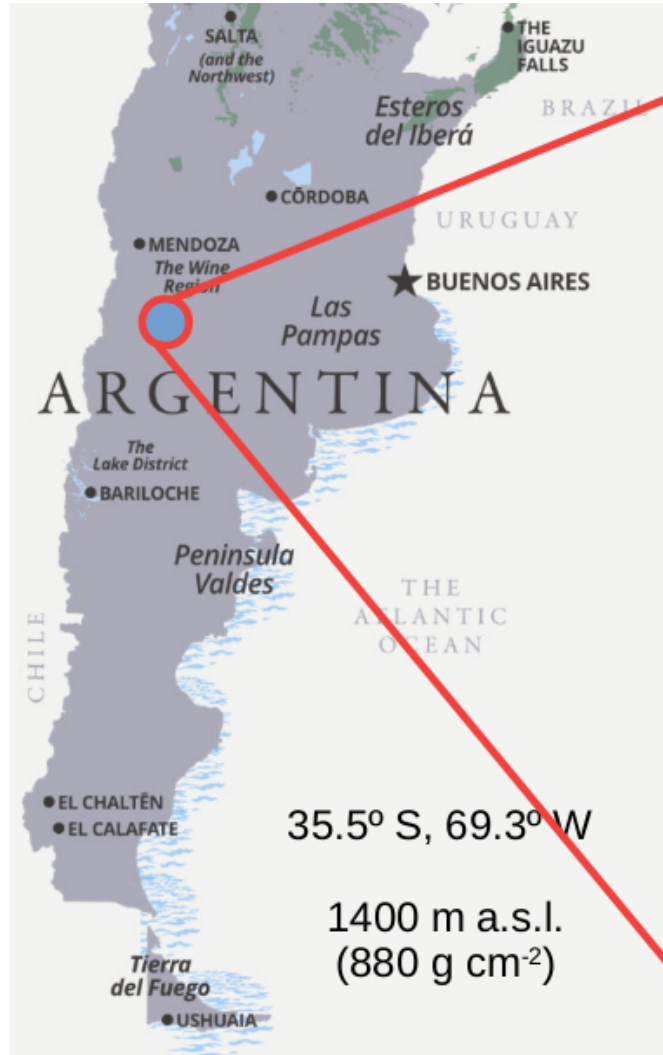 SALTA
(and the
Northwest)
THE
IGUAZU
FALLS
Esteros
del Iberá
BRAZIL
CŌRDOBA
URUGUAY
MENDOZA
The Wine
Region
BUENOS AIRES
Las
Pampas
ARGENTINA
The
Lake District
BARILOCHE
Peninsula
Valdes
THE
ATLANTIC
OCEAN
CHILE
EL CHALTĒN
EL CALAFATE
35.5º S, 69.3º W
1400 m a.s.l.
(880 g cm-2)
Tierra
del Fuego
USHUAIA